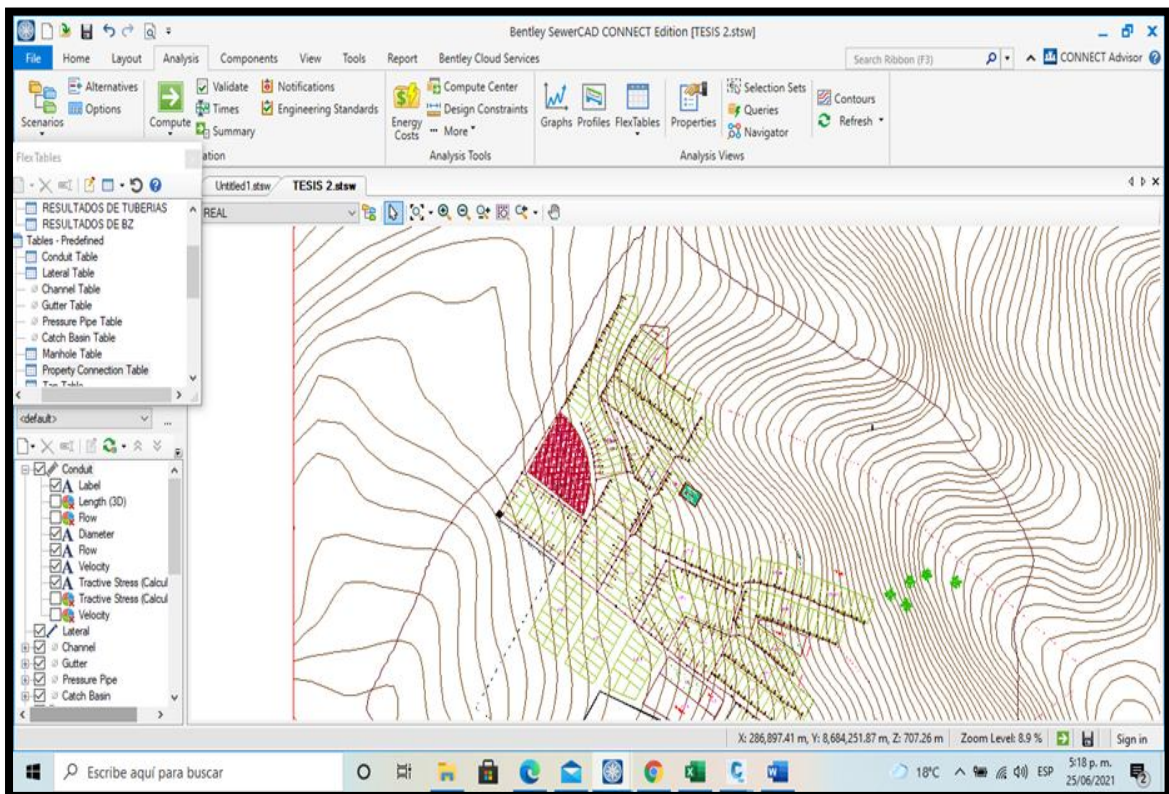 Bentley SewerCAD CONNECT Edition [TESIS 2.stsw]
File Home Layout Analysis Components View Tools Report Bentley Cloud Services Search Ribbon (F3) CONNECT Advisor
Scenarios
Alternatives
Options
Compute
Validate
Times
Summary
Notifications
Engineering Standards
Energy Costs
Compute Center
Design Constraints
More
Analysis Tools
Graphs Profiles FlexTables Properties
Selection Sets
Queries
Navigator
Contours
Refresh
Analysis Views
ation
FlexTables
RESULTADOS DE TUBERIAS
RESULTADOS DE BZ
Tables - Predefined
Conduit Table
Lateral Table
Channel Table
Gutter Table
Pressure Pipe Table
Catch Basin Table
Manhole Table
Property Connection Table
Tap Table
Untitled1.stsw TESIS 2.stsw
REAL
<default>
...
Conduit
Label
Length (3D)
Flow
Diameter
Flow
Velocity
Tractive Stress (Calcul
Tractive Stress (Calcul
Velocity
Lateral
Channel
Gutter
Pressure Pipe
Catch Basin
X: 286,897.41 m, Y: 8,684,251.87 m, Z: 707.26 m Zoom Level: 8.9 % Sign in
Escribe aquí para buscar
18°C ESP
5:18 p. m.
25/06/2021
2